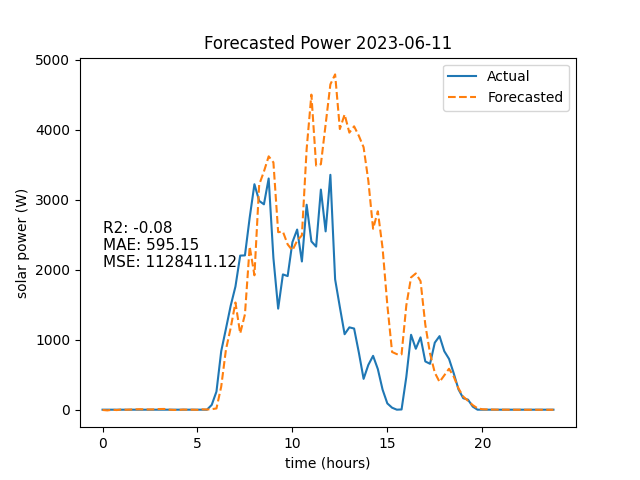 Forecasted Power 2023-06-11
5000
4000
3000
2000
1000
0
solar power (W)
Actual
Forecasted
R2: -0.08
MAE: 595.15
MSE: 1128411.12
0 5 10 15 20
time (hours)